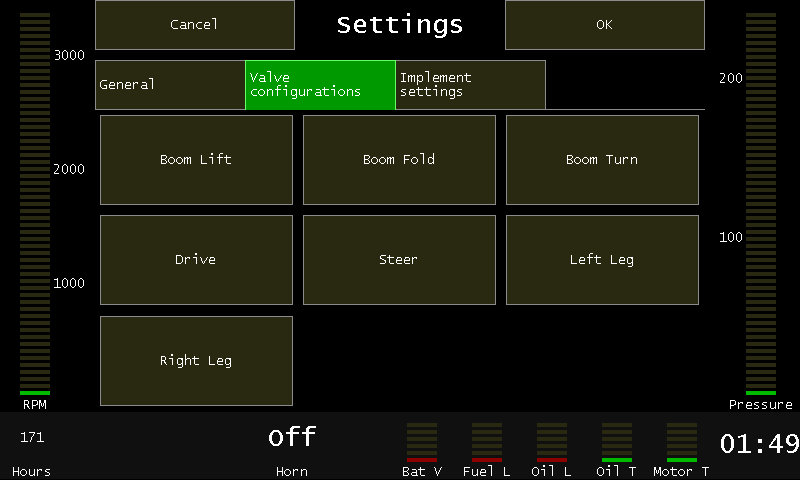 Cancel
Settings
OK
3000
General
Valve
configurations
Implement
settings
200
Boom Lift
Boom Fold
Boom Turn
2000
100
Drive
Steer
Left Leg
1000
Right Leg
RPM
Pressure
171
Off
01:49
Hours
Horn
Bat V
Fuel L
Oil L
Oil T
Motor T